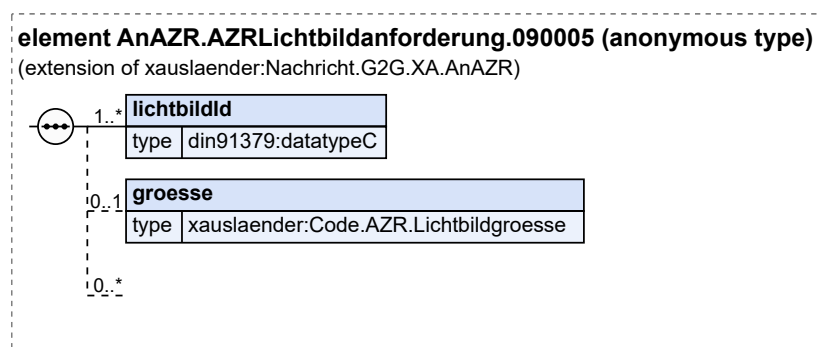 element AnAZR.AZRLichtbildanforderung.090005 (anonymous type)
(extension of xauslaender:Nachricht.G2G.XA.AnAZR)
1..* lichtbildId
type din91379:datatypeC
0..1 groesse
type xauslaender:Code.AZR.Lichtbildgroesse
0..*